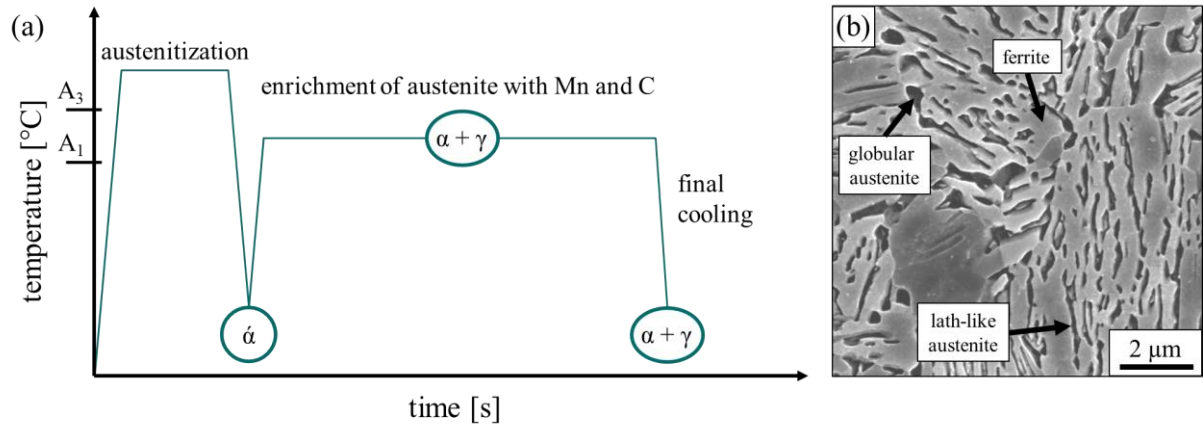 (a)
austenitization
enrichment of austenite with Mn and C
A3
A1
α + γ
final
cooling
temperature [°C]
ά
α + γ
time [s]
(b)
ferrite
globular
austenite
lath-like
austenite
2 μm